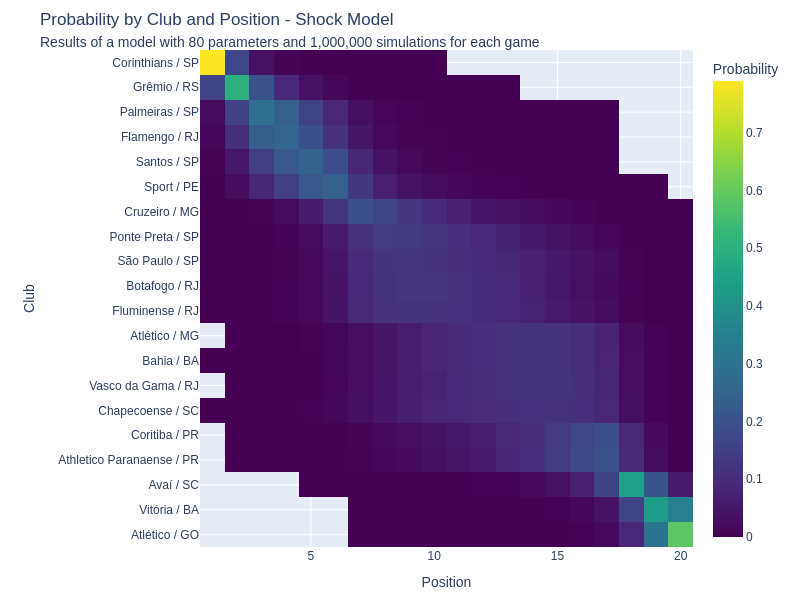 Probability by Club and Position - Shock Model
Results of a model with 80 parameters and 1,000,000 simulations for each game
Probability
Club
Corinthians / SP
Grêmio / RS
Palmeiras / SP
Flamengo / RJ
Santos / SP
Sport / PE
Cruzeiro / MG
Ponte Preta / SP
São Paulo / SP
Botafogo / RJ
Fluminense / RJ
Atlético / MG
Bahia / BA
Vasco da Gama / RJ
Chapecoense / SC
Coritiba / PR
Athletico Paranaense / PR
Avaí / SC
Vitória / BA
Atlético / GO
0.7
0.6
0.5
0.4
0.3
0.2
0.1
0
5 10 15 20
Position